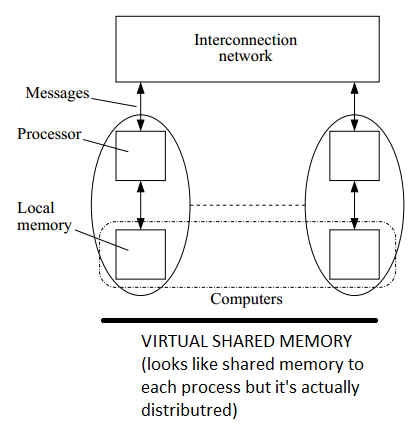 Interconnection
network
Messages
Processor
Local
memory
Computers
VIRTUAL SHARED MEMORY
(looks like shared memory to
each process but it's actually
distributred)